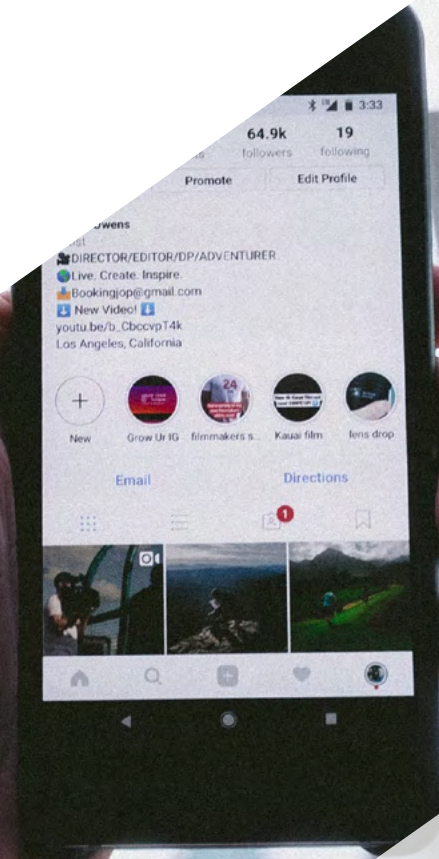 3:33
64.9k 19
followers following
Promote Edit Profile
wens
DIRECTOR/EDITOR/DP/ADVENTURER
Live. Create. Inspire.
Bookingjop@gmail.com
New Video!
youtu.be/b_CbccvpT4k
Los Angeles, California
24
New Grow Ur IG filmmakers s... Kauai film lens drop
Email Directions
1